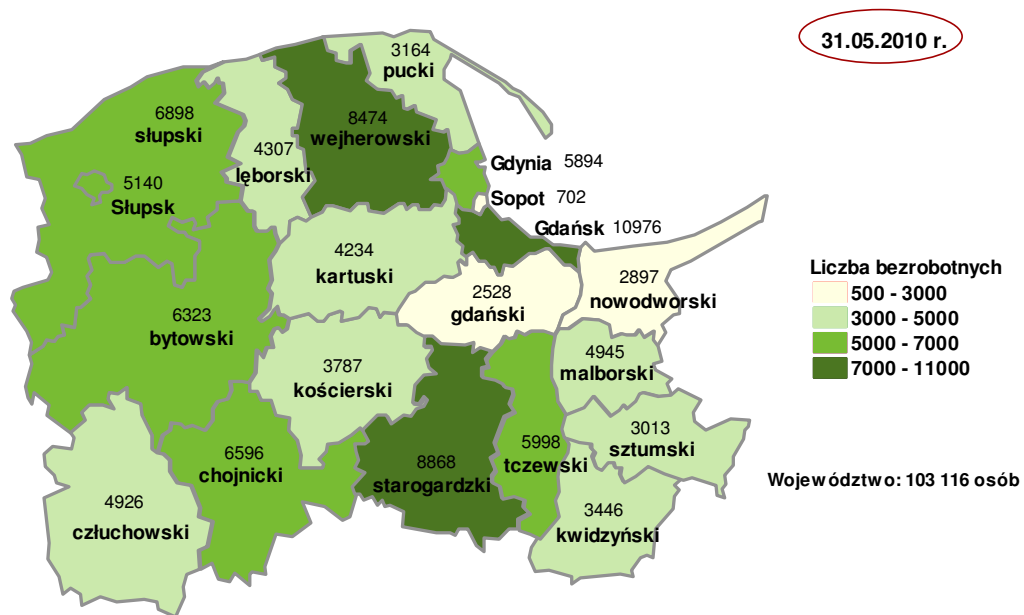 31.05.2010 r.
3164
pucki
6898
słupski
8474
wejherowski
4307
lęborski
Gdynia 5894
5140
Słupsk
Sopot 702
Gdańsk 10976
4234
kartuski
2897
nowodworski
2528
gdański
6323
bytowski
Liczba bezrobotnych
500 - 3000
3000 - 5000
5000 - 7000
7000 - 11000
3787
kościerski
4945
malborski
6596
chojnicki
8868
starogardzki
5998
tczewski
3013
sztumski
Województwo: 103 116 osób
4926
człuchowski
3446
kwidzyński